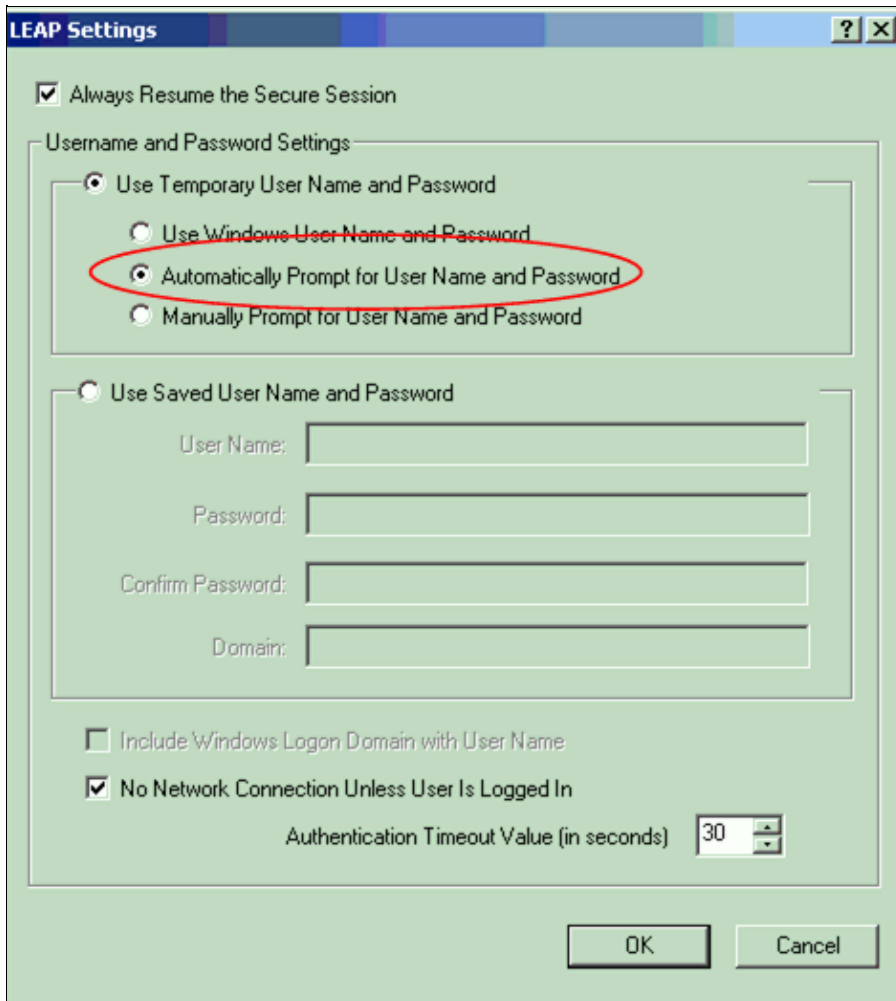 LEAP Settings
Always Resume the Secure Session
Username and Password Settings
Use Temporary User Name and Password
Use Windows User Name and Password
Automatically Prompt for User Name and Password
Manually Prompt for User Name and Password
Use Saved User Name and Password
User Name:
Password:
Confirm Password:
Domain:
Include Windows Logon Domain with User Name
No Network Connection Unless User Is Logged In
Authentication Timeout Value (in seconds) 30
OK Cancel